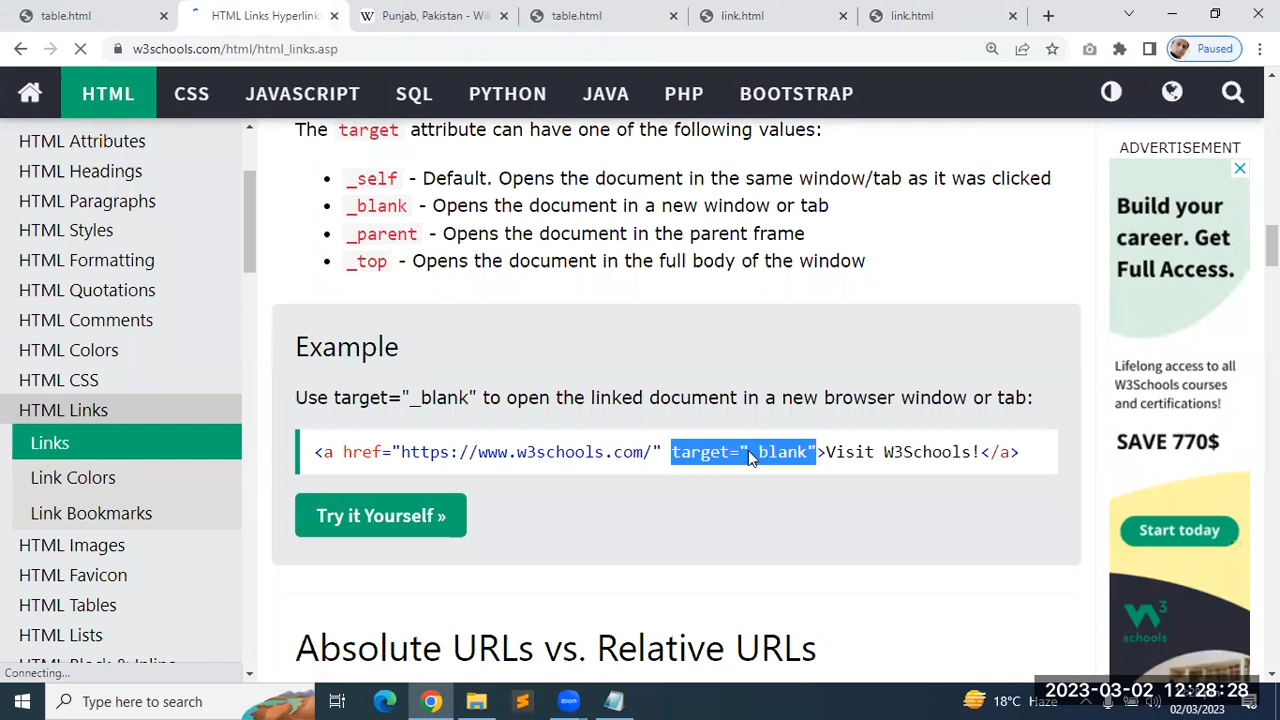 table.html
HTML Links Hyperlink
Punjab, Pakistan - Wi
table.html
link.html
link.html
w3schools.com/html/html_links.asp
Paused
HTML
CSS
JAVASCRIPT
SQL
PYTHON
JAVA
PHP
BOOTSTRAP
HTML Attributes
HTML Headings
HTML Paragraphs
HTML Styles
HTML Formatting
HTML Quotations
HTML Comments
HTML Colors
HTML CSS
HTML Links
Links
Link Colors
Link Bookmarks
HTML Images
HTML Favicon
HTML Tables
HTML Lists
HTML Block & Inline
Connecting...
The target attribute can have one of the following values:
• _self - Default. Opens the document in the same window/tab as it was clicked
• _blank - Opens the document in a new window or tab
• _parent - Opens the document in the parent frame
• _top - Opens the document in the full body of the window
Example
Use target="_blank" to open the linked document in a new browser window or tab:
<a href="https://www.w3schools.com/" target="_blank">Visit W3Schools!</a>
Try it Yourself »
Absolute URLs vs. Relative URLs
ADVERTISEMENT
Build your
career. Get
Full Access.
Lifelong access to all
W3Schools courses
and certifications.
SAVE 770$
Start today
W3
schools
Type here to search
zoom
18°C Haze
2023-03-02 12:28:28
02/03/2023